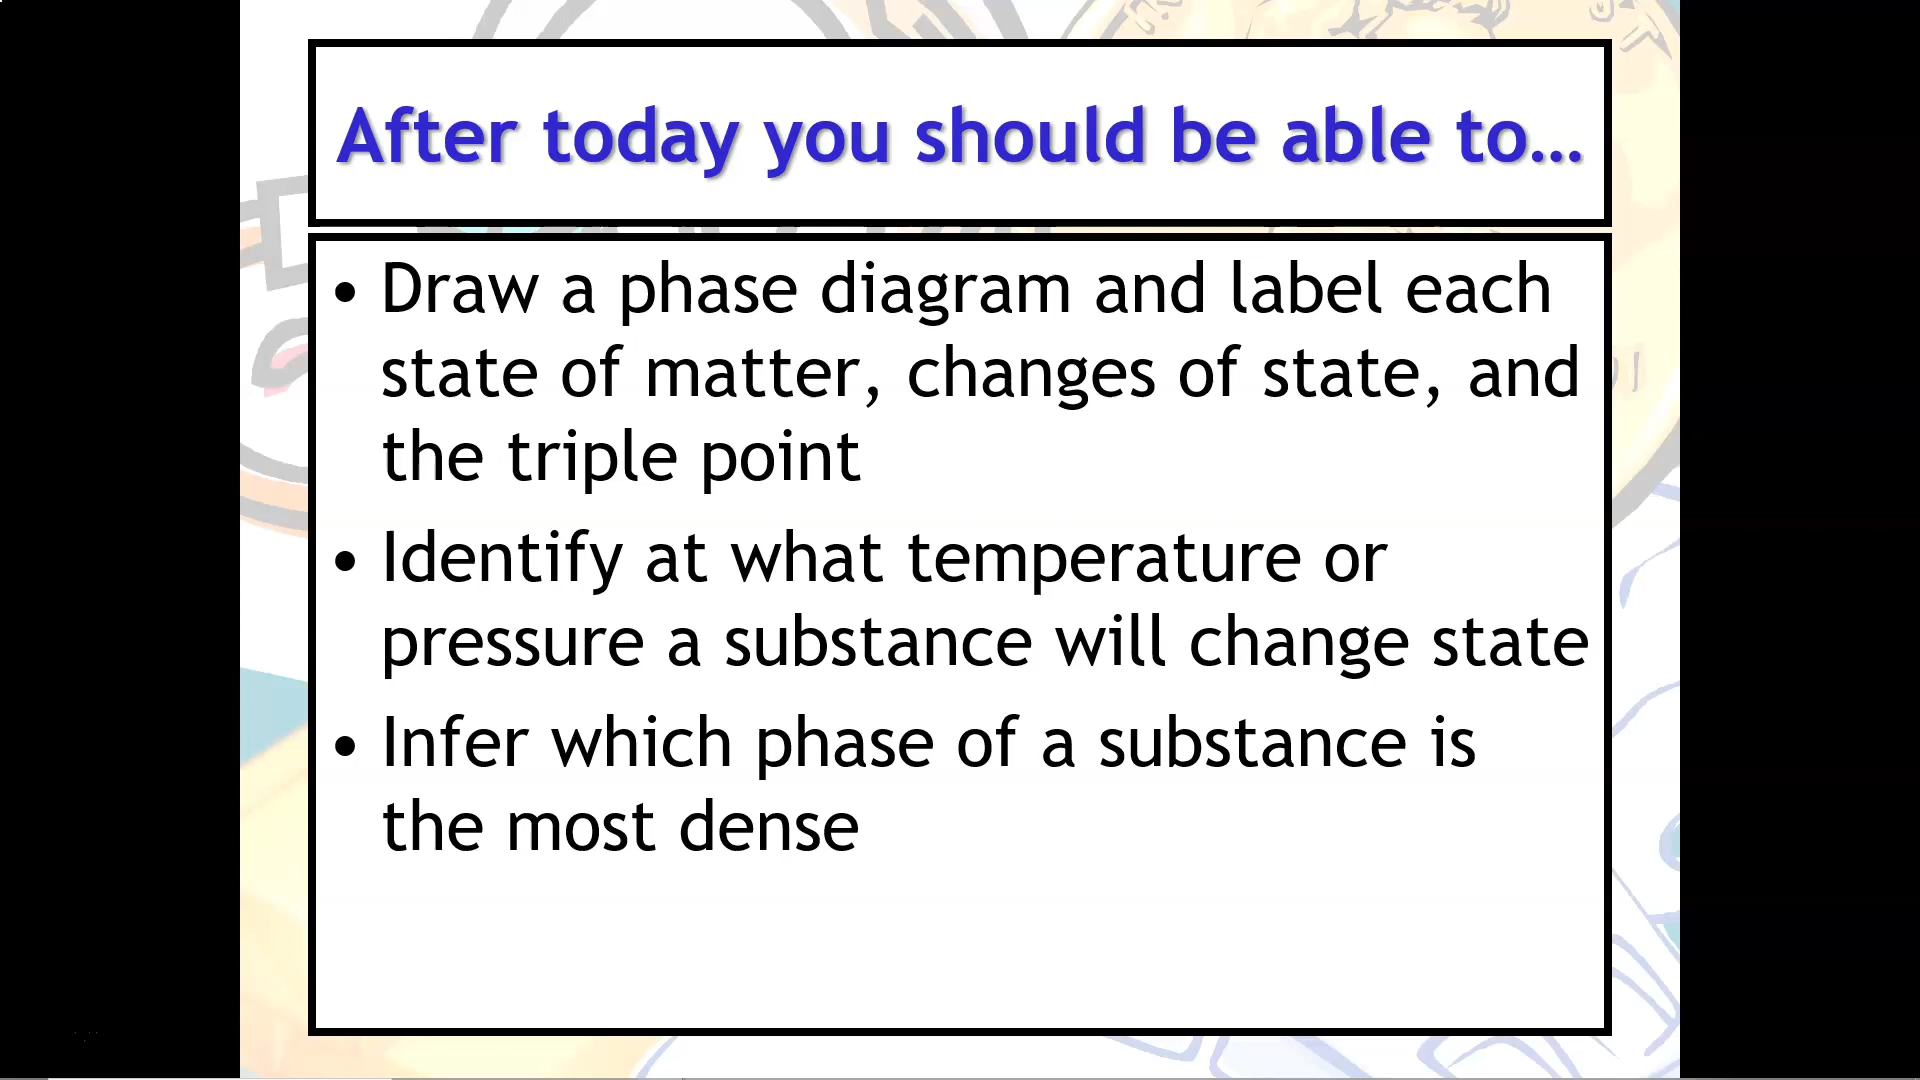 After today you should be able to…
• Draw a phase diagram and label each
state of matter, changes of state, and
the triple point
• Identify at what temperature or
pressure a substance will change state
• Infer which phase of a substance is
the most dense